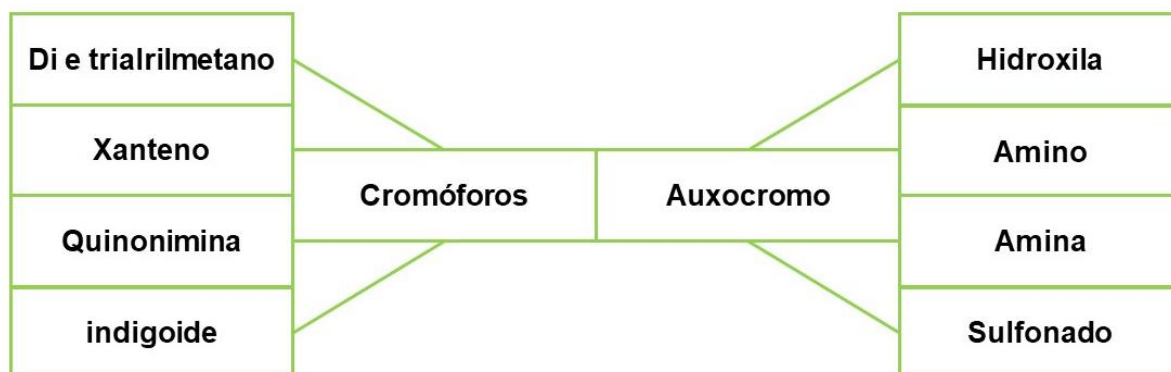 Di e trialrilmetano
Xanteno
Quinonimina
indigoide
Cromóforos
Auxocromo
Hidroxila
Amino
Amina
Sulfonado